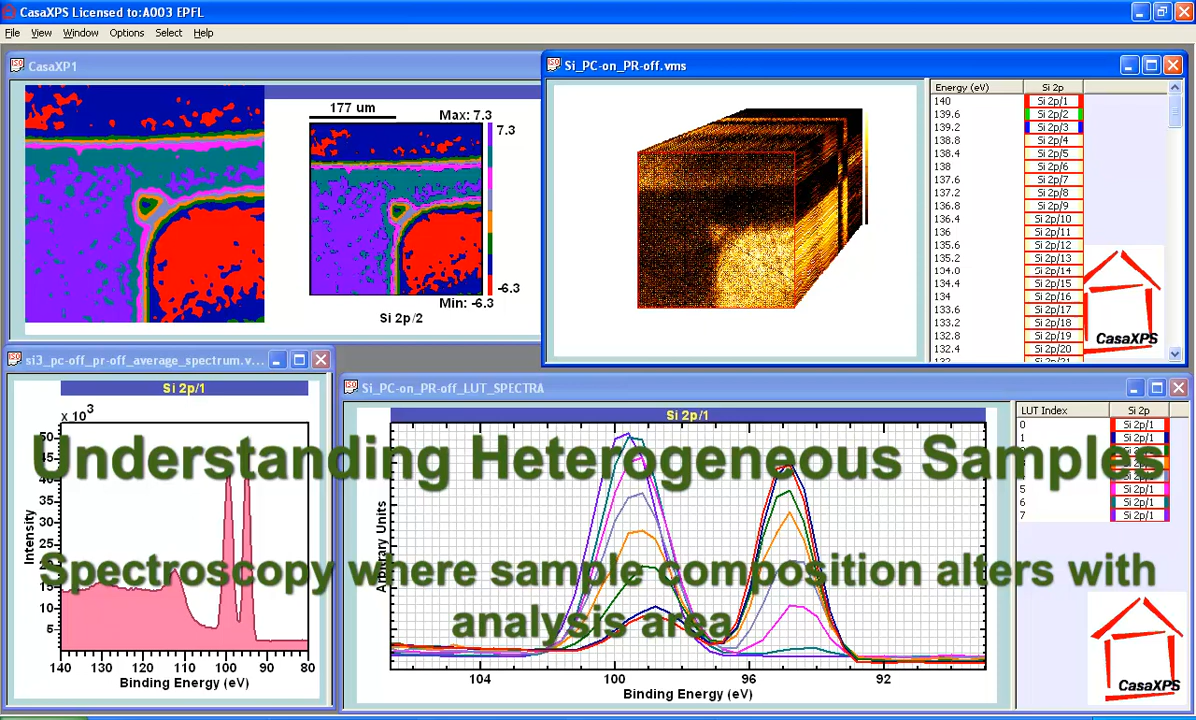 CasaXPS Licensed to:A003 EPFL
File View Window Options Select Help
CasaXP1
177 um
Max: 7.3
7.3
-6.3
Min: -6.3
Si 2p/2
Si_PC-on_PR-off.vms
Energy (eV) Si 2p
140 Si 2p/1
139.6 Si 2p/2
139.2 Si 2p/3
138.8 Si 2p/4
138.4 Si 2p/5
138 Si 2p/6
137.6 Si 2p/7
137.2 Si 2p/8
136.8 Si 2p/9
136.4 Si 2p/10
136 Si 2p/11
135.6 Si 2p/12
135.2 Si 2p/13
134.0 Si 2p/14
134.4 Si 2p/15
134 Si 2p/16
133.6 Si 2p/17
133.2 Si 2p/18
132.8 Si 2p/19
132.4 Si 2p/20
CasaXPS
si3_pc-off_pr-off_average_spectrum.v...
Si 2p/1
x 10³
50
45
40
35
30
25
20
15
10
5
Intensity
140 130 120 110 100 90 80
Binding Energy (eV)
Si_PC-on_PR-off_LUT_SPECTRA
Si 2p/1
Arbitrary Units
104 100 96 92
Binding Energy (eV)
LUT Index Si 2p
0 Si 2p/1
1 Si 2p/1
5 Si 2p/1
6 Si 2p/1
7 Si 2p/1
CasaXPS
Understanding Heterogeneous Samples
Spectroscopy where sample composition alters with
analysis area